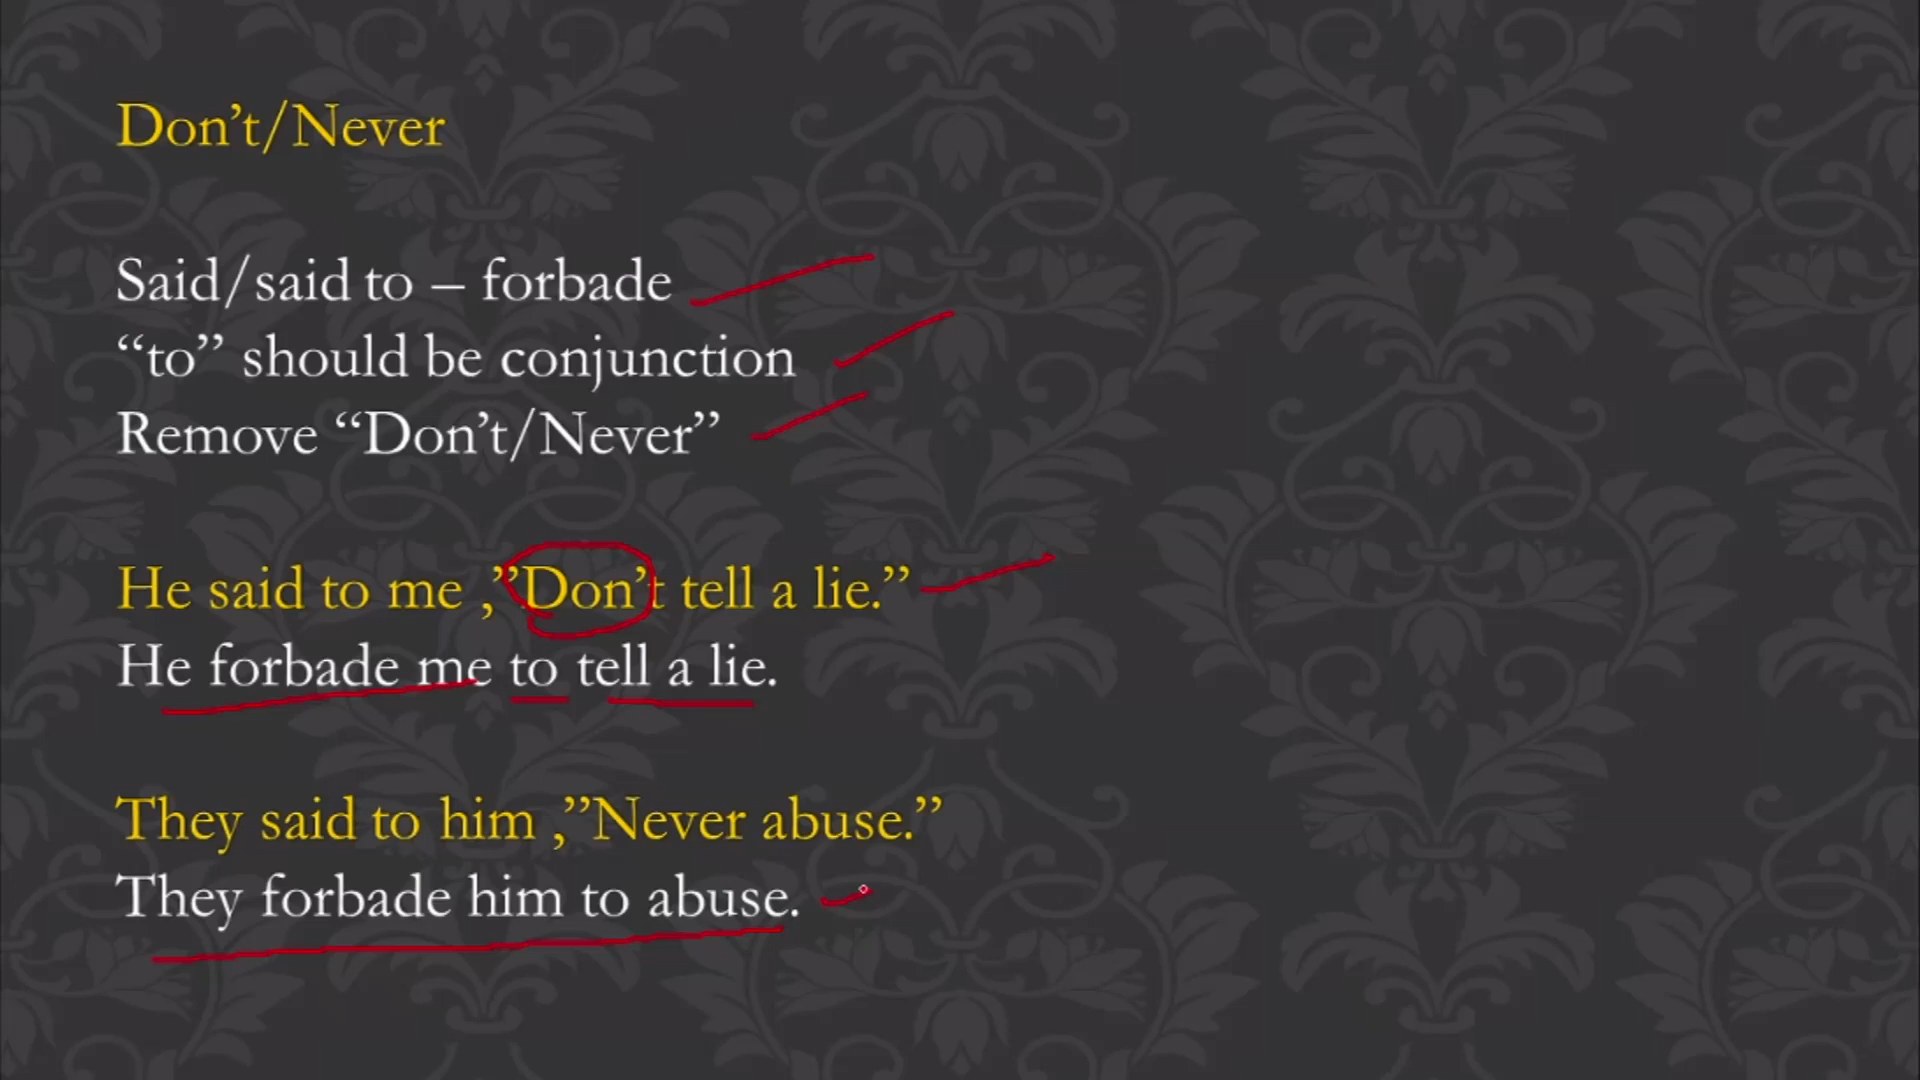 Don’t/Never
Said/said to – forbade
“to” should be conjunction
Remove “Don’t/Never”
He said to me ,”Don’t tell a lie.”
He forbade me to tell a lie.
They said to him ,”Never abuse.”
They forbade him to abuse.